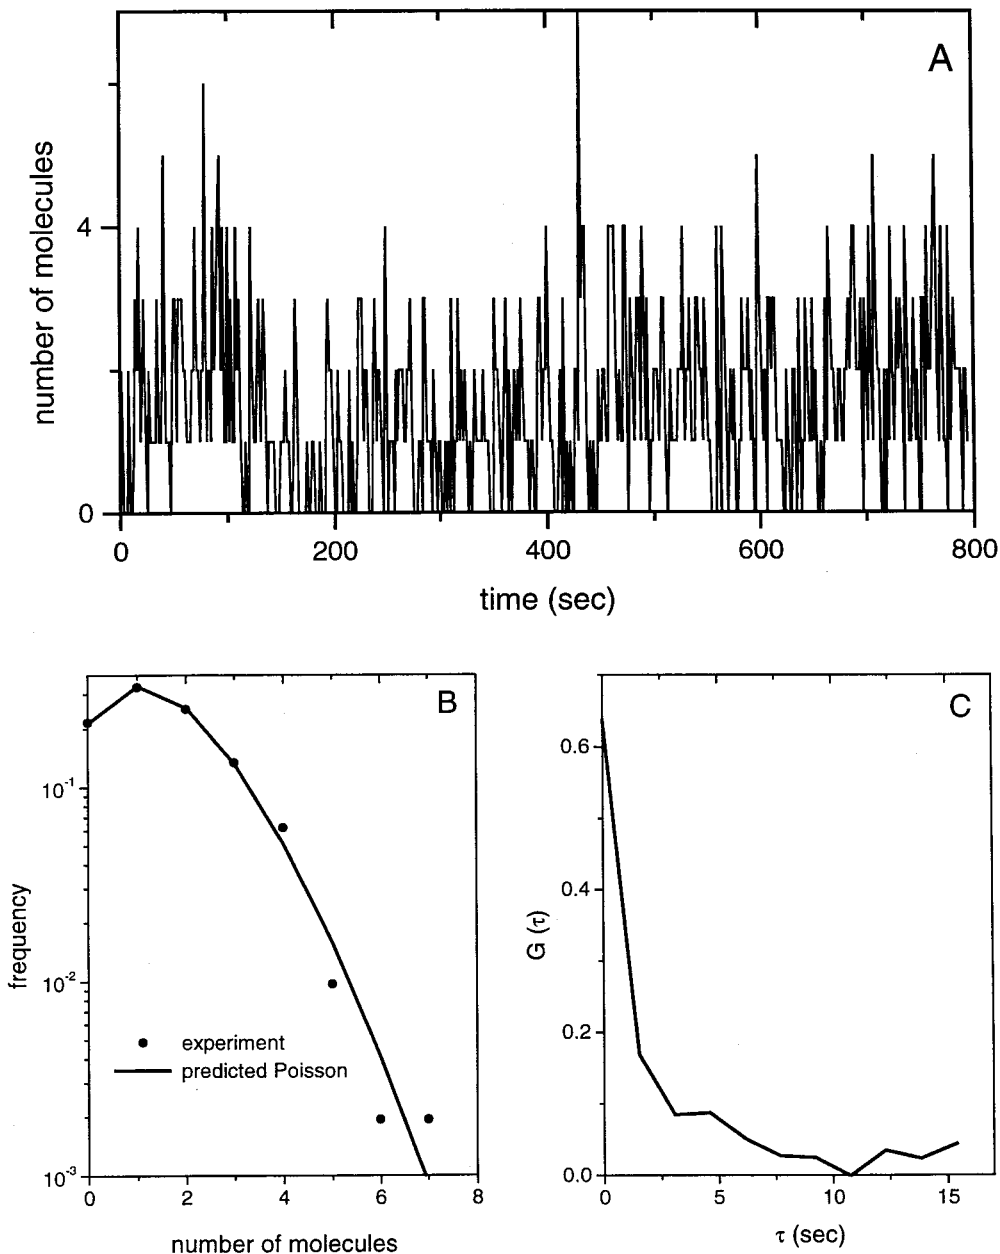 A
number of molecules
4
0
0 200 400 600 800
time (sec)
B
frequency
10-1
10-2
10-3
experiment
predicted Poisson
0 2 4 6 8
number of molecules
C
G (τ)
0.6
0.4
0.2
0.0
0 5 10 15
τ (sec)